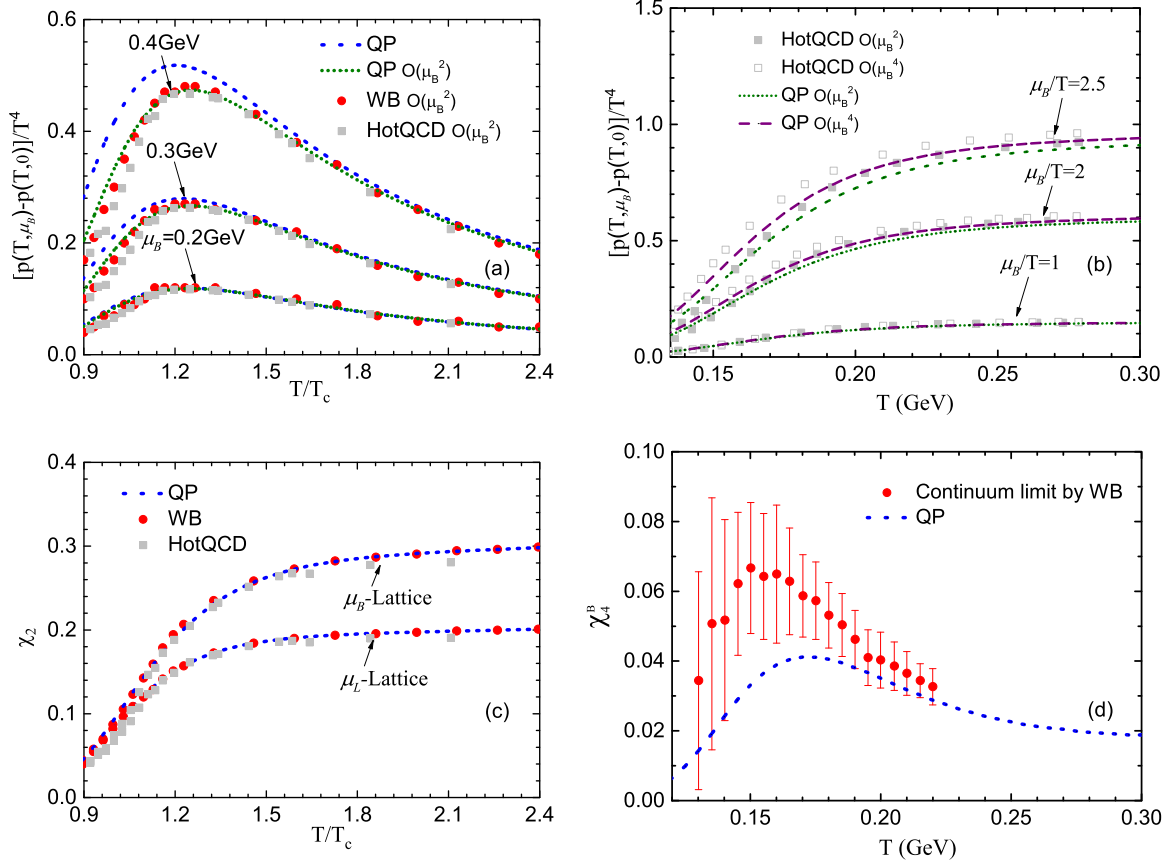 0.6
0.4
0.2
0.0
[p(T,μB)-p(T,0)]/T⁴
0.4GeV
0.3GeV
μB=0.2GeV
QP
QP O(μB²)
WB O(μB²)
HotQCD O(μB²)
(a)
0.9 1.2 1.5 1.8 2.1 2.4
T/Tc
1.5
1.0
0.5
0.0
[p(T,μB)-p(T,0)]/T⁴
HotQCD O(μB²)
HotQCD O(μB⁴)
QP O(μB²)
QP O(μB⁴)
μB/T=2.5
μB/T=2
μB/T=1
(b)
0.15 0.20 0.25 0.30
T (GeV)
0.4
0.3
0.2
0.1
0.0
χ2
QP
WB
HotQCD
μB-Lattice
μL-Lattice
(c)
0.9 1.2 1.5 1.8 2.1 2.4
T/Tc
0.10
0.08
0.06
0.04
0.02
0.00
χ4ᴮ
Continuum limit by WB
QP
(d)
0.15 0.20 0.25 0.30
T (GeV)